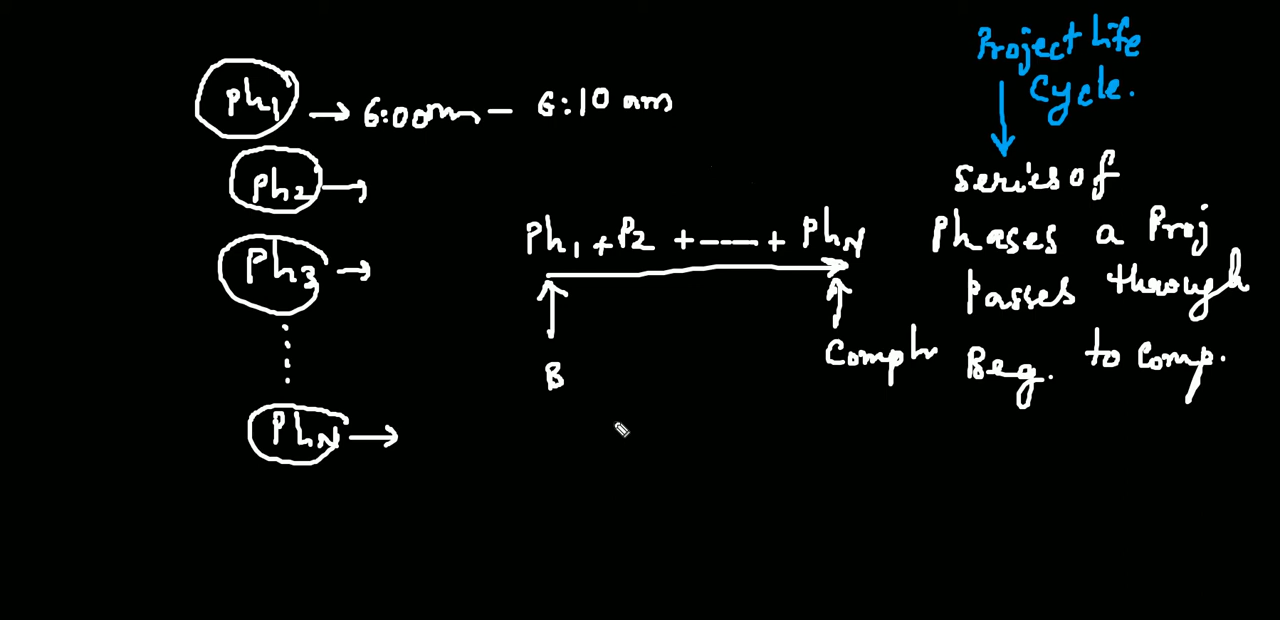 Ph1 → 6:00am – 6:10 am
Ph2 →
Ph3 →
PhN →
Ph1 + P2 + ---- + PhN
B
Compln
Project Life
Cycle.
Series of
Phases a Proj
Passes through
Beg. to Comp.